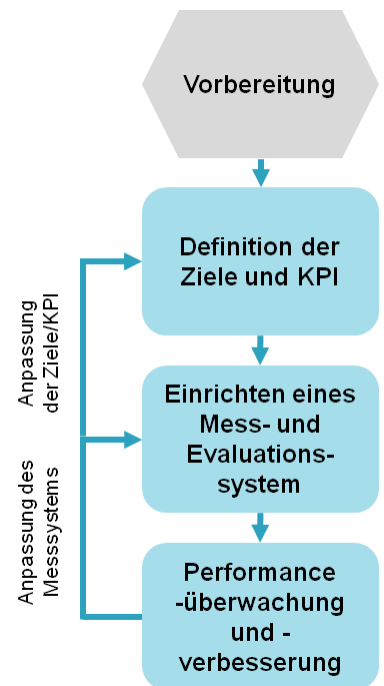 Vorbereitung
Definition der
Ziele und KPI
Anpassung
der Ziele/KPI
Einrichten eines
Mess- und
Evaluations-
system
Anpassung des
Messsystems
Performance
-überwachung
und -
verbesserung